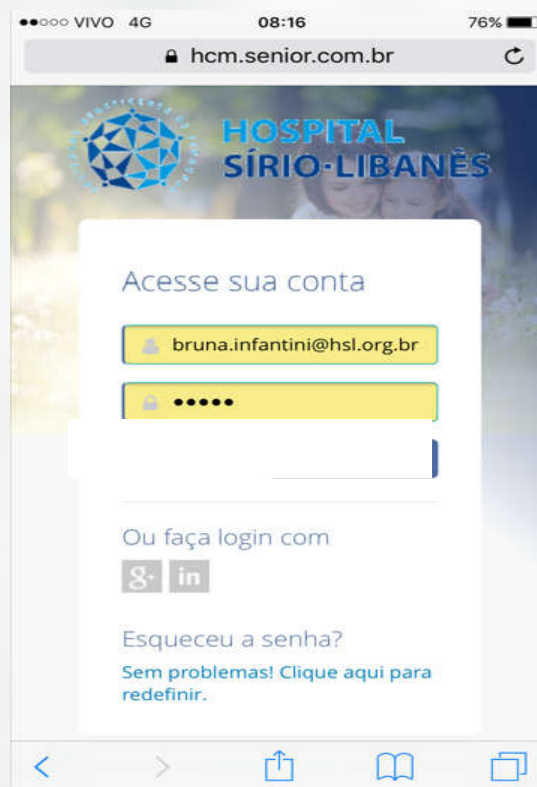 VIVO 4G 08:16 76%
hcm.senior.com.br
HOSPITAL
SÍRIO-LIBANÊS
Acesse sua conta
bruna.infantini@hsl.org.br
•••••
Ou faça login com
g+ in
Esqueceu a senha?
Sem problemas! Clique aqui para
redefinir.